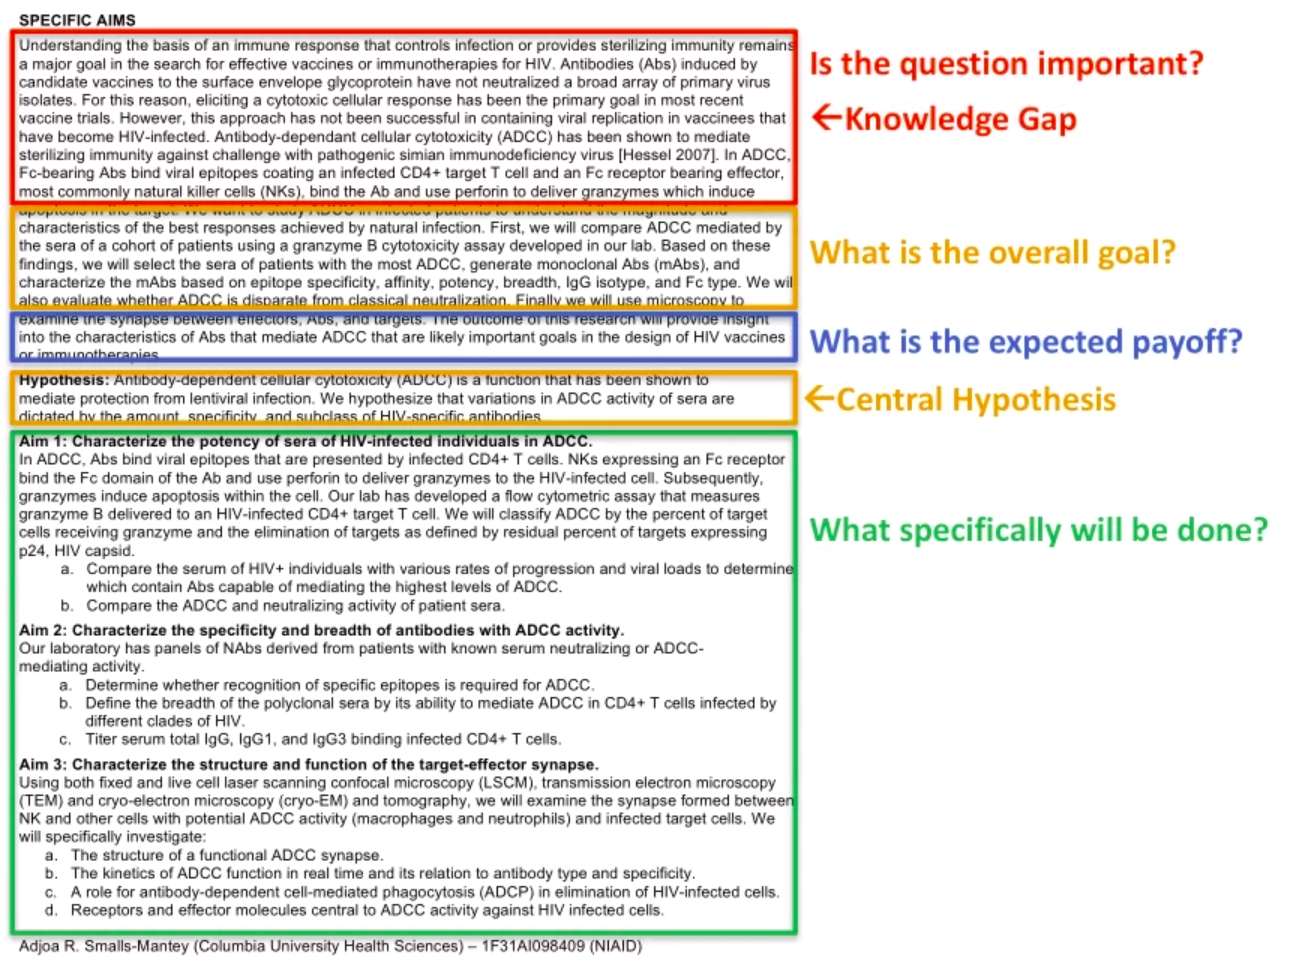 SPECIFIC AIMS
Understanding the basis of an immune response that controls infection or provides sterilizing immunity remains
a major goal in the search for effective vaccines or immunotherapies for HIV. Antibodies (Abs) induced by
candidate vaccines to the surface envelope glycoprotein have not neutralized a broad array of primary virus
isolates. For this reason, eliciting a cytotoxic cellular response has been the primary goal in most recent
vaccine trials. However, this approach has not been successful in containing viral replication in vaccinees that
have become HIV-infected. Antibody-dependant cellular cytotoxicity (ADCC) has been shown to mediate
sterilizing immunity against challenge with pathogenic simian immunodeficiency virus [Hessel 2007]. In ADCC,
Fc-bearing Abs bind viral epitopes coating an infected CD4+ target T cell and an Fc receptor bearing effector,
most commonly natural killer cells (NKs), bind the Ab and use perforin to deliver granzymes which induce
Is the question important?
←Knowledge Gap
apoptosis in the target. We want to study ADCC in infected patients to understand the magnitude and
characteristics of the best responses achieved by natural infection. First, we will compare ADCC mediated by
the sera of a cohort of patients using a granzyme B cytotoxicity assay developed in our lab. Based on these
findings, we will select the sera of patients with the most ADCC, generate monoclonal Abs (mAbs), and
characterize the mAbs based on epitope specificity, affinity, potency, breadth, IgG isotype, and Fc type. We wil
also evaluate whether ADCC is disparate from classical neutralization. Finally we will use microscopy to
What is the overall goal?
examine the synapse between effectors, Abs, and targets. The outcome of this research will provide insight
into the characteristics of Abs that mediate ADCC that are likely important goals in the design of HIV vaccines
or immunotherapies.
What is the expected payoff?
Hypothesis: Antibody-dependent cellular cytotoxicity (ADCC) is a function that has been shown to
mediate protection from lentiviral infection. We hypothesize that variations in ADCC activity of sera are
dictated by the amount, specificity, and subclass of HIV-specific antibodies.
←Central Hypothesis
Aim 1: Characterize the potency of sera of HIV-infected individuals in ADCC.
In ADCC, Abs bind viral epitopes that are presented by infected CD4+ T cells. NKs expressing an Fc receptor
bind the Fc domain of the Ab and use perforin to deliver granzymes to the HIV-infected cell. Subsequently,
granzymes induce apoptosis within the cell. Our lab has developed a flow cytometric assay that measures
granzyme B delivered to an HIV-infected CD4+ target T cell. We will classify ADCC by the percent of target
cells receiving granzyme and the elimination of targets as defined by residual percent of targets expressing
p24, HIV capsid.
a. Compare the serum of HIV+ individuals with various rates of progression and viral loads to determine
which contain Abs capable of mediating the highest levels of ADCC.
b. Compare the ADCC and neutralizing activity of patient sera.
Aim 2: Characterize the specificity and breadth of antibodies with ADCC activity.
Our laboratory has panels of NAbs derived from patients with known serum neutralizing or ADCC-
mediating activity.
a. Determine whether recognition of specific epitopes is required for ADCC.
b. Define the breadth of the polyclonal sera by its ability to mediate ADCC in CD4+ T cells infected by
different clades of HIV.
c. Titer serum total IgG, IgG1, and IgG3 binding infected CD4+ T cells.
Aim 3: Characterize the structure and function of the target-effector synapse.
Using both fixed and live cell laser scanning confocal microscopy (LSCM), transmission electron microscopy
(TEM) and cryo-electron microscopy (cryo-EM) and tomography, we will examine the synapse formed between
NK and other cells with potential ADCC activity (macrophages and neutrophils) and infected target cells. We
will specifically investigate:
a. The structure of a functional ADCC synapse.
b. The kinetics of ADCC function in real time and its relation to antibody type and specificity.
c. A role for antibody-dependent cell-mediated phagocytosis (ADCP) in elimination of HIV-infected cells.
d. Receptors and effector molecules central to ADCC activity against HIV infected cells.
What specifically will be done?
Adjoa R. Smalls-Mantey (Columbia University Health Sciences) – 1F31AI098409 (NIAID)